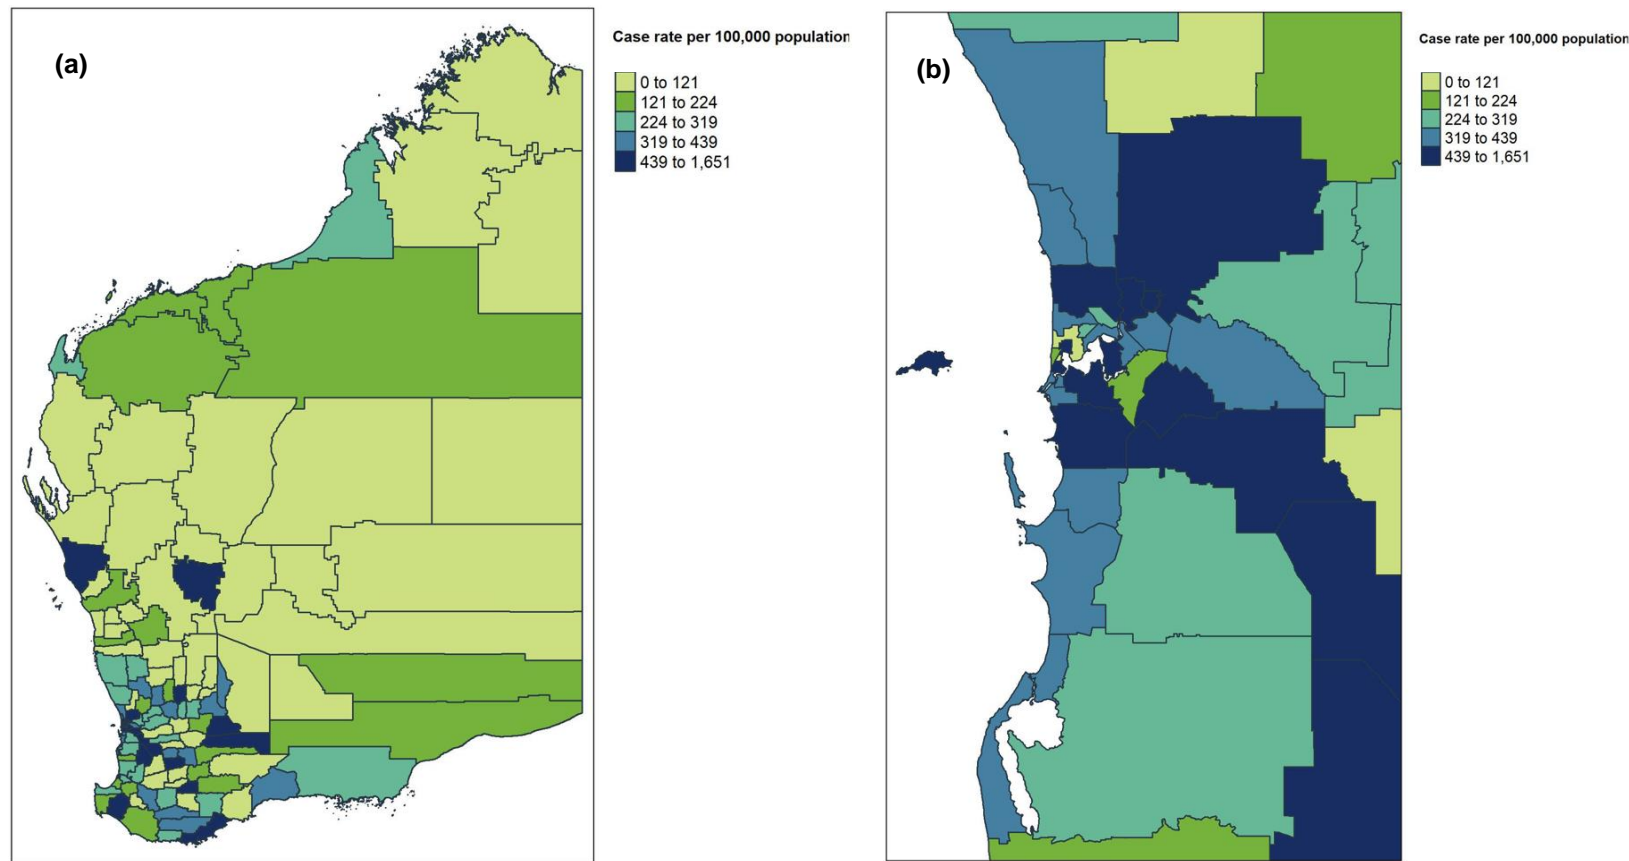 (a)
Case rate per 100,000 population
0 to 121
121 to 224
224 to 319
319 to 439
439 to 1,651
(b)
Case rate per 100,000 population
0 to 121
121 to 224
224 to 319
319 to 439
439 to 1,651